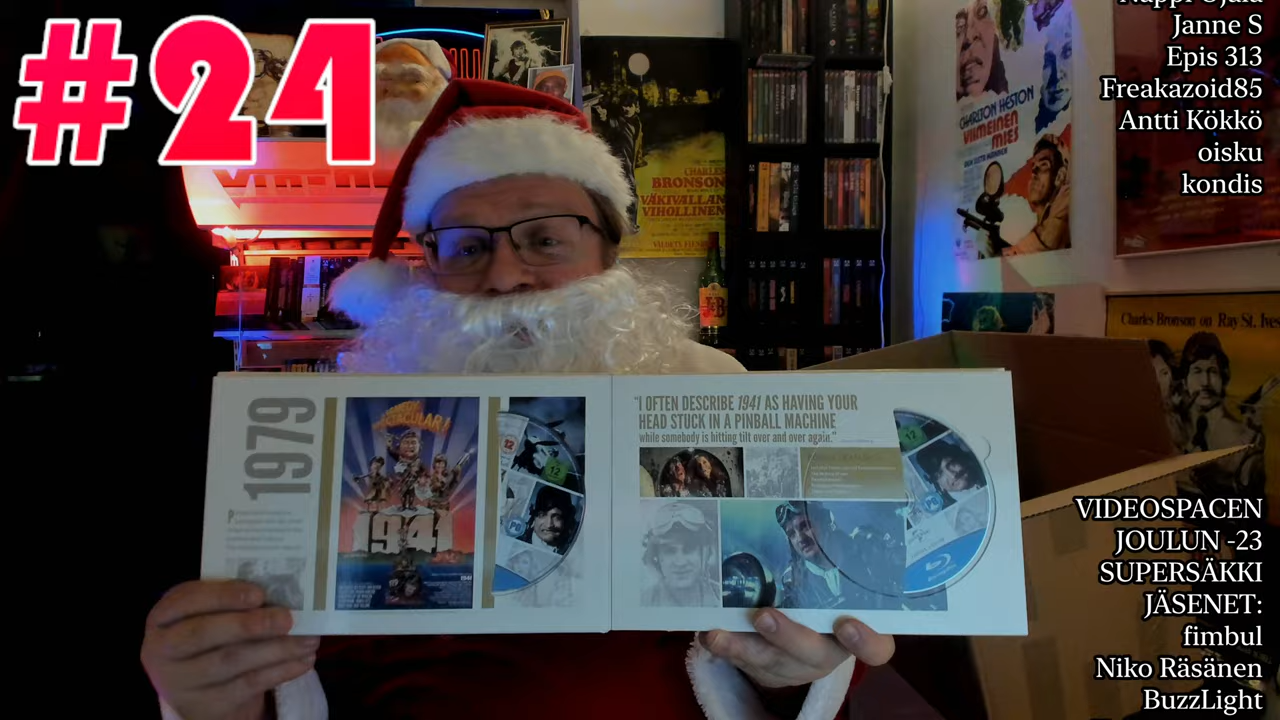 #24
Janne S
Epis 313
Freakazoid85
Antti Kökkö
oisku
kondis
CHARLTON HESTON
VIIMEINEN
MIES
CHARLES
BRONSON
VÄKIVALLAN
VIHOLLINEN
J&B
Charles Bronson on Ray St. Ives
1979
1941
12
"I OFTEN DESCRIBE 1941 AS HAVING YOUR
HEAD STUCK IN A PINBALL MACHINE
while somebody is hitting tilt over and over again."
12
VIDEOSPACEN
JOULUN -23
SUPERSÄKKI
JÄSENET:
fimbul
Niko Räsänen
BuzzLight